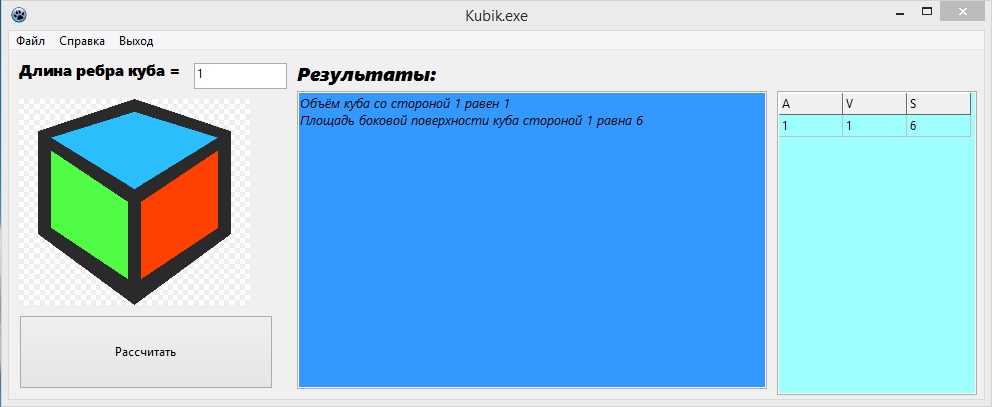 Kubik.exe
Файл Справка Выход
Длина ребра куба = 1
Результаты:
Объём куба со стороной 1 равен 1
Площадь боковой поверхности куба стороной 1 равна 6
A V S
1 1 6
Рассчитать